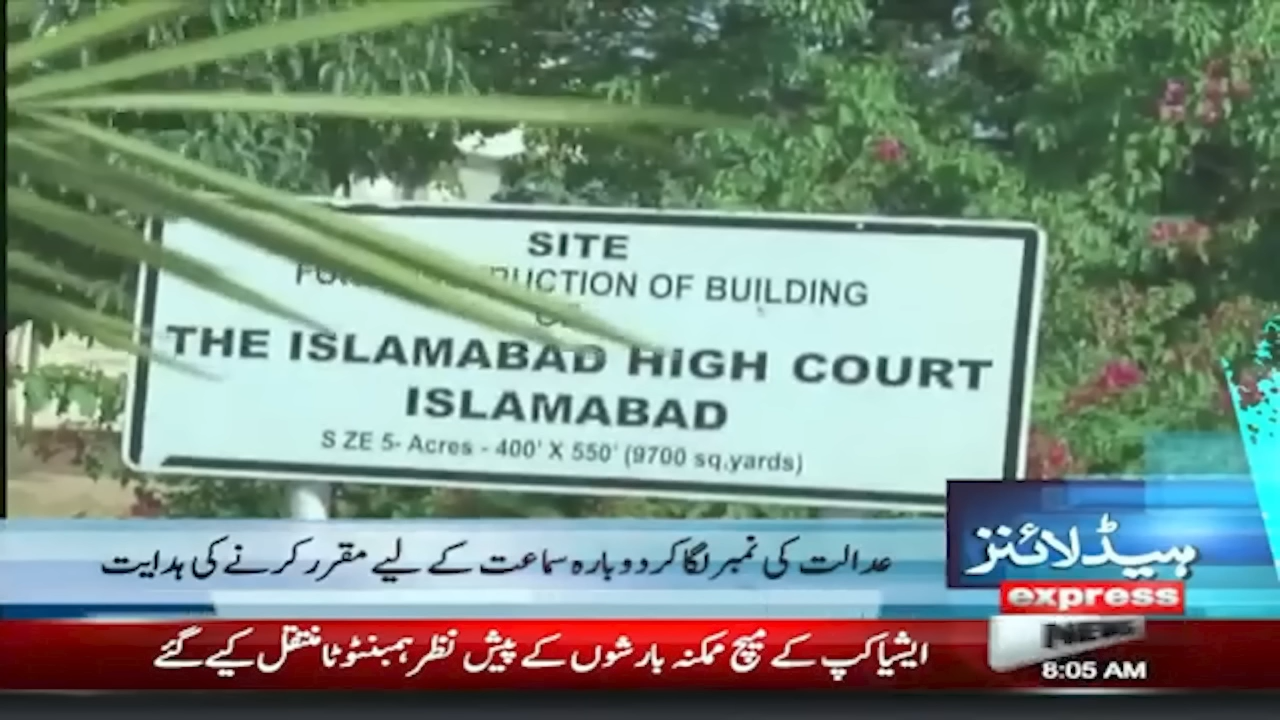 SITE
CONSTRUCTION OF BUILDING
THE ISLAMABAD HIGH COURT
ISLAMABAD
S ZE 5- Acres - 400' X 550' (9700 sq.yards)
عدالت کی نمبر لگا کر دوبارہ سماعت کے لیے مقرر کرنے کی ہدایت
ہیڈلائنز
express
NEWS
ایشیا کپ کے میچ ممکنہ بارشوں کے پیش نظر ہمبنٹوٹا منتقل کیے گئے
8:05 AM